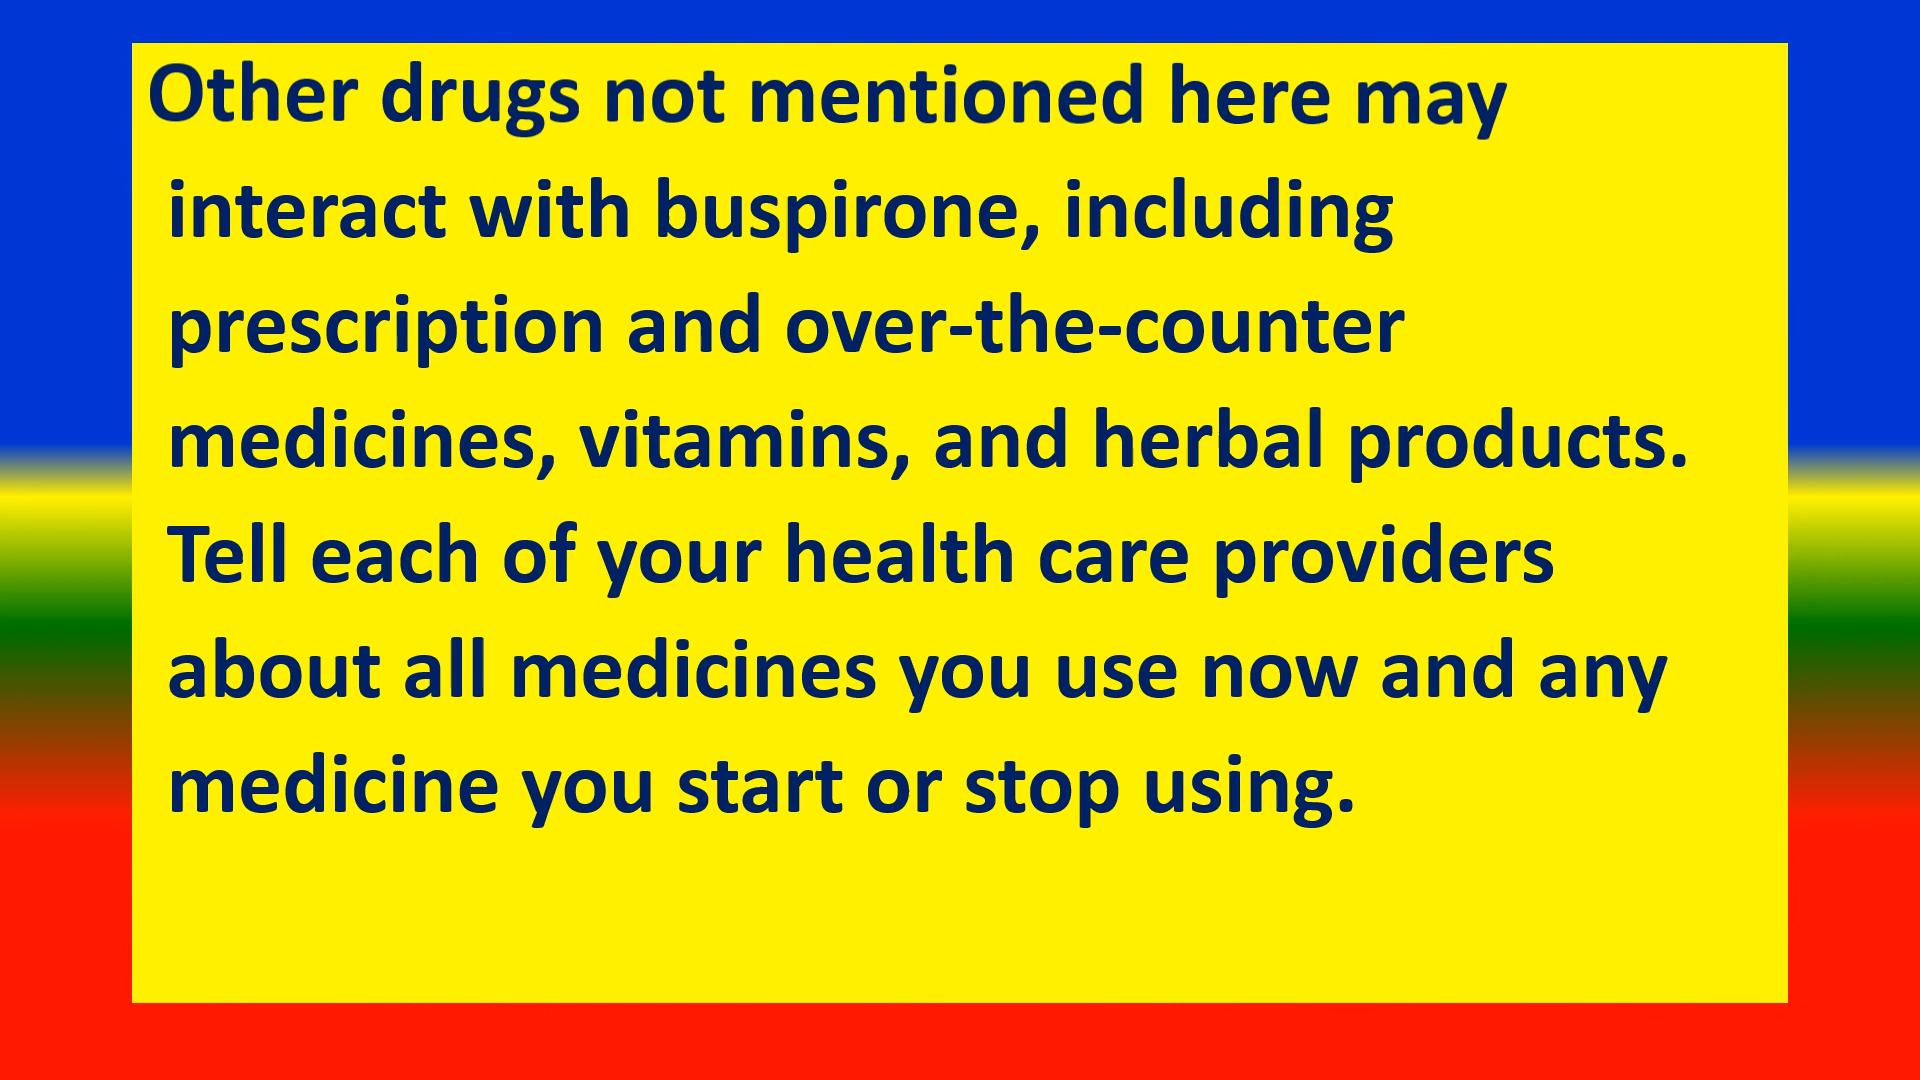 Other drugs not mentioned here may
interact with buspirone, including
prescription and over-the-counter
medicines, vitamins, and herbal products.
Tell each of your health care providers
about all medicines you use now and any
medicine you start or stop using.